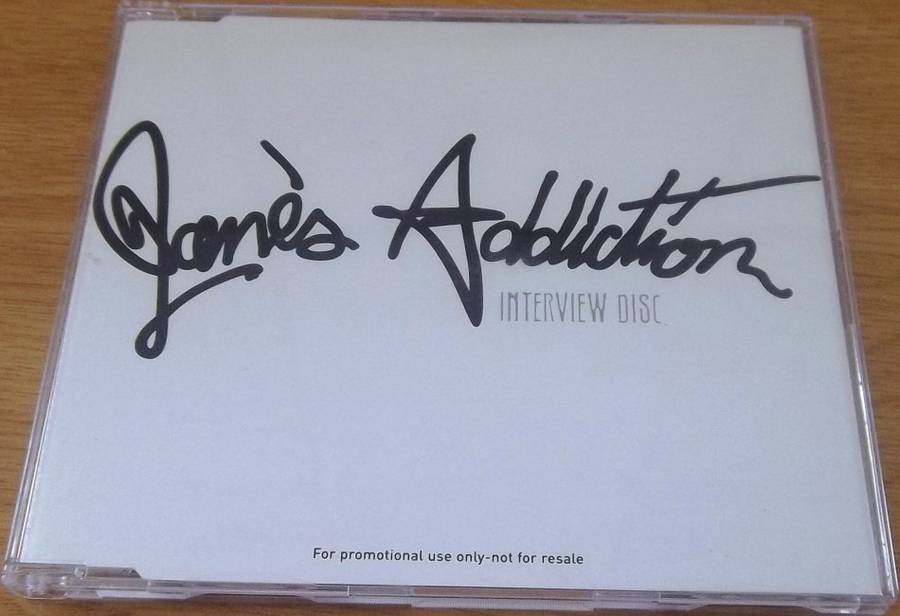 Jane's Addiction
INTERVIEW DISC
For promotional use only-not for resale